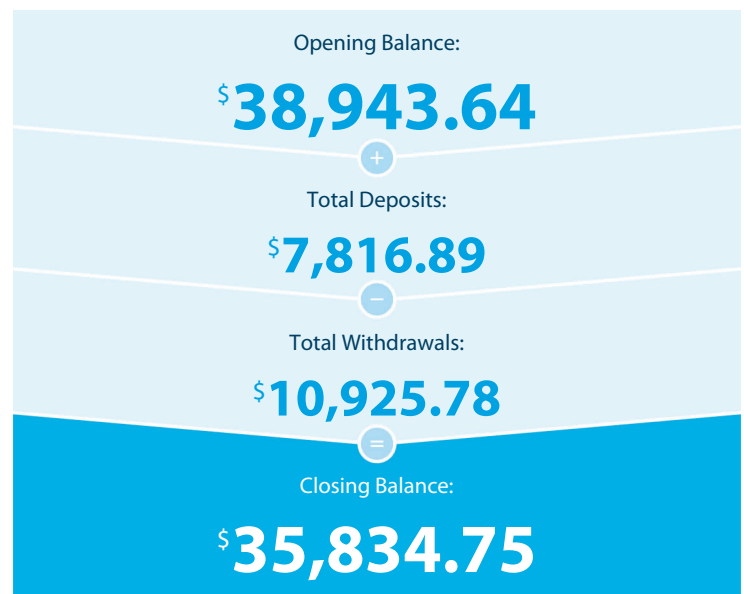 Opening Balance:
$38,943.64
+
Total Deposits:
$7,816.89
−
Total Withdrawals:
$10,925.78
=
Closing Balance:
$35,834.75